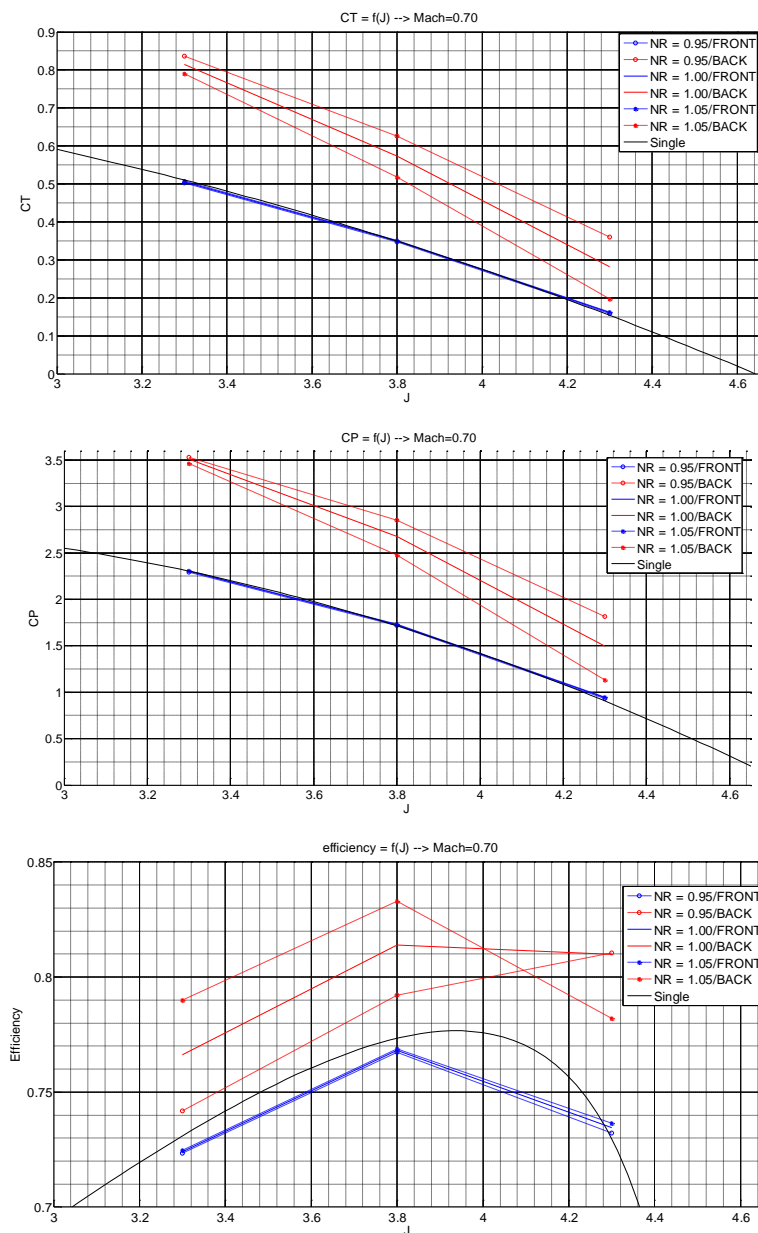 CT = f(J) --> Mach=0.70
0.9
0.8
0.7
0.6
0.5
0.4
0.3
0.2
0.1
0
CT
NR = 0.95/FRONT
NR = 0.95/BACK
NR = 1.00/FRONT
NR = 1.00/BACK
NR = 1.05/FRONT
NR = 1.05/BACK
Single
3 3.2 3.4 3.6 3.8 4 4.2 4.4 4.6
J
CP = f(J) --> Mach=0.70
3.5
3
2.5
2
1.5
1
0.5
0
CP
NR = 0.95/FRONT
NR = 0.95/BACK
NR = 1.00/FRONT
NR = 1.00/BACK
NR = 1.05/FRONT
NR = 1.05/BACK
Single
3 3.2 3.4 3.6 3.8 4 4.2 4.4 4.6
J
efficiency = f(J) --> Mach=0.70
0.85
0.8
0.75
0.7
Efficiency
NR = 0.95/FRONT
NR = 0.95/BACK
NR = 1.00/FRONT
NR = 1.00/BACK
NR = 1.05/FRONT
NR = 1.05/BACK
Single
3 3.2 3.4 3.6 3.8 4 4.2 4.4 4.6
J